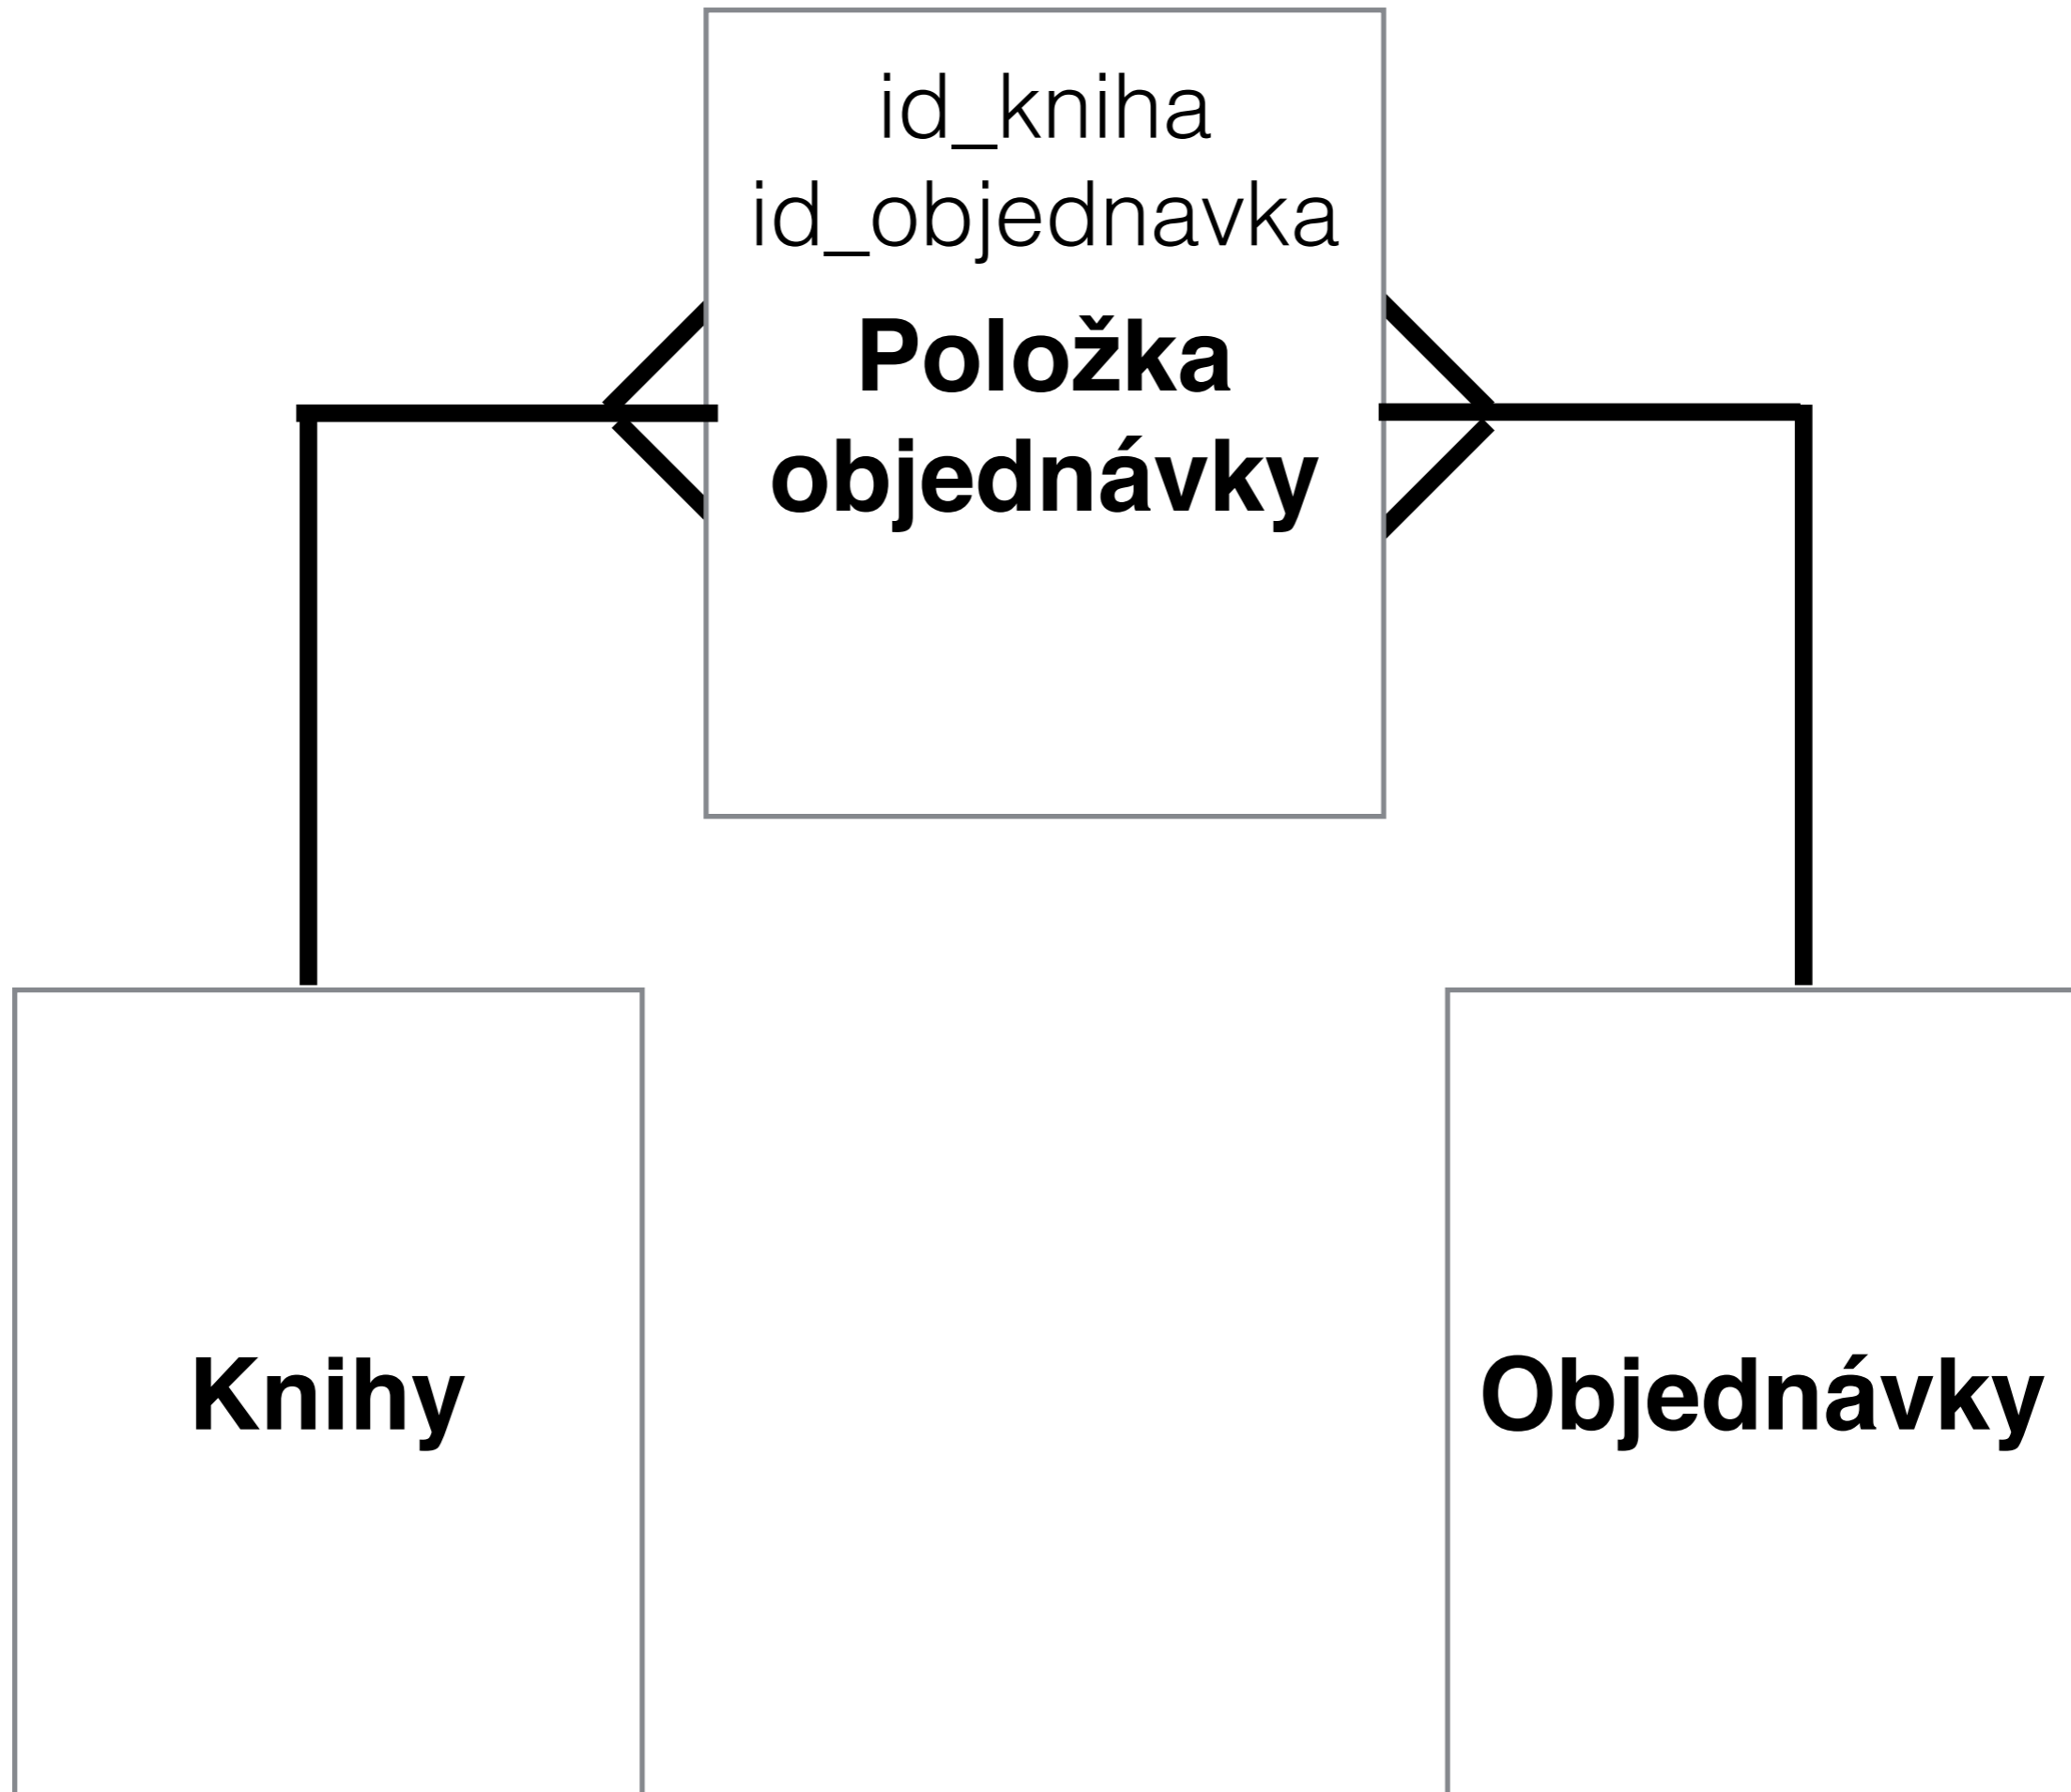 id_kniha
id_objednavka
Položka
objednávky
Knihy
Objednávky